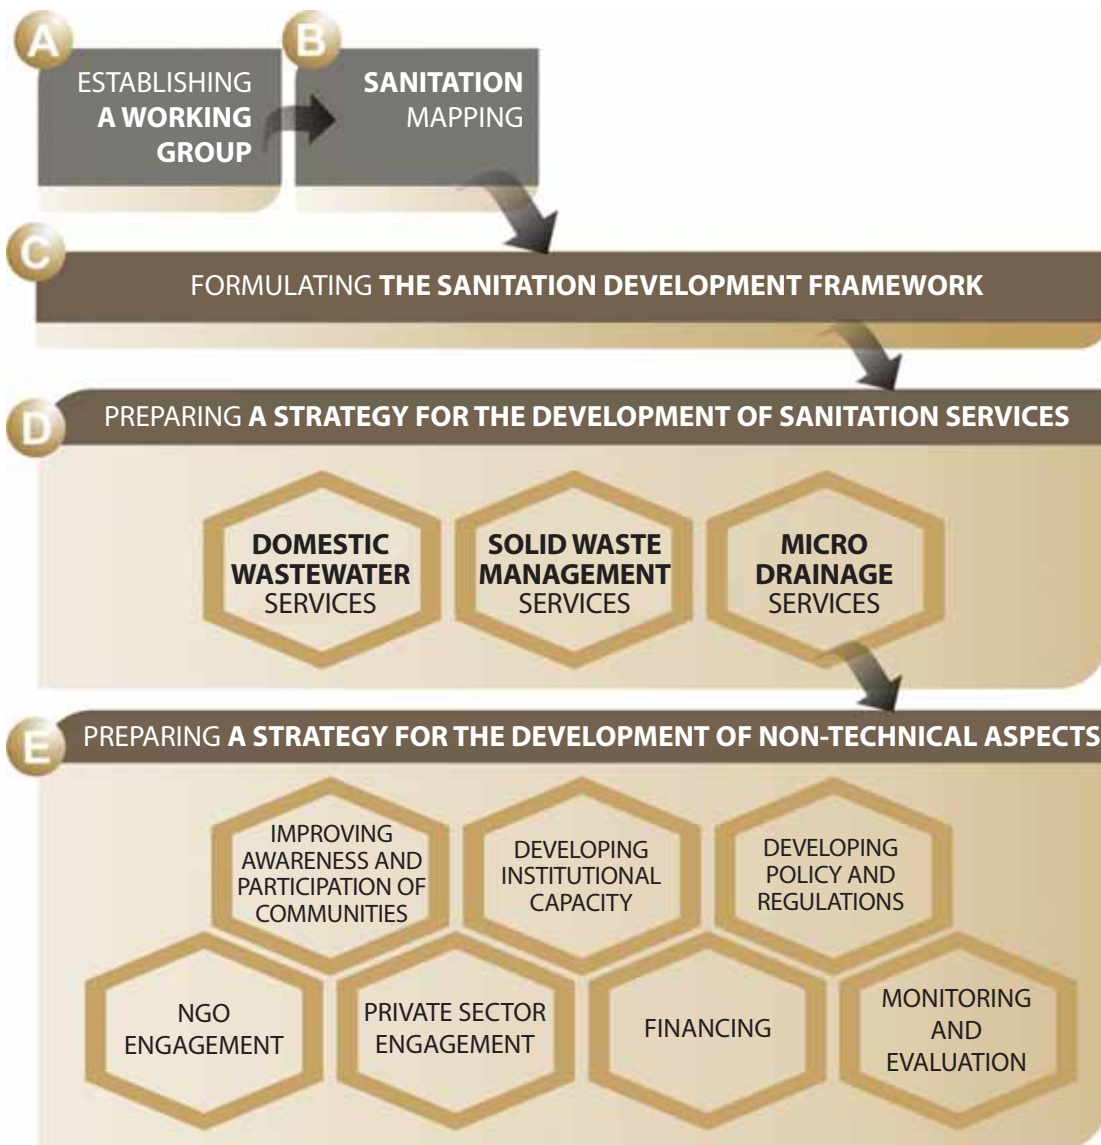 A
ESTABLISHING
A WORKING
GROUP
B
SANITATION
MAPPING
C
FORMULATING THE SANITATION DEVELOPMENT FRAMEWORK
D
PREPARING A STRATEGY FOR THE DEVELOPMENT OF SANITATION SERVICES
DOMESTIC
WASTEWATER
SERVICES
SOLID WASTE
MANAGEMENT
SERVICES
MICRO
DRAINAGE
SERVICES
E
PREPARING A STRATEGY FOR THE DEVELOPMENT OF NON-TECHNICAL ASPECTS
IMPROVING
AWARENESS AND
PARTICIPATION OF
COMMUNITIES
DEVELOPING
INSTITUTIONAL
CAPACITY
DEVELOPING
POLICY AND
REGULATIONS
NGO
ENGAGEMENT
PRIVATE SECTOR
ENGAGEMENT
FINANCING
MONITORING
AND
EVALUATION